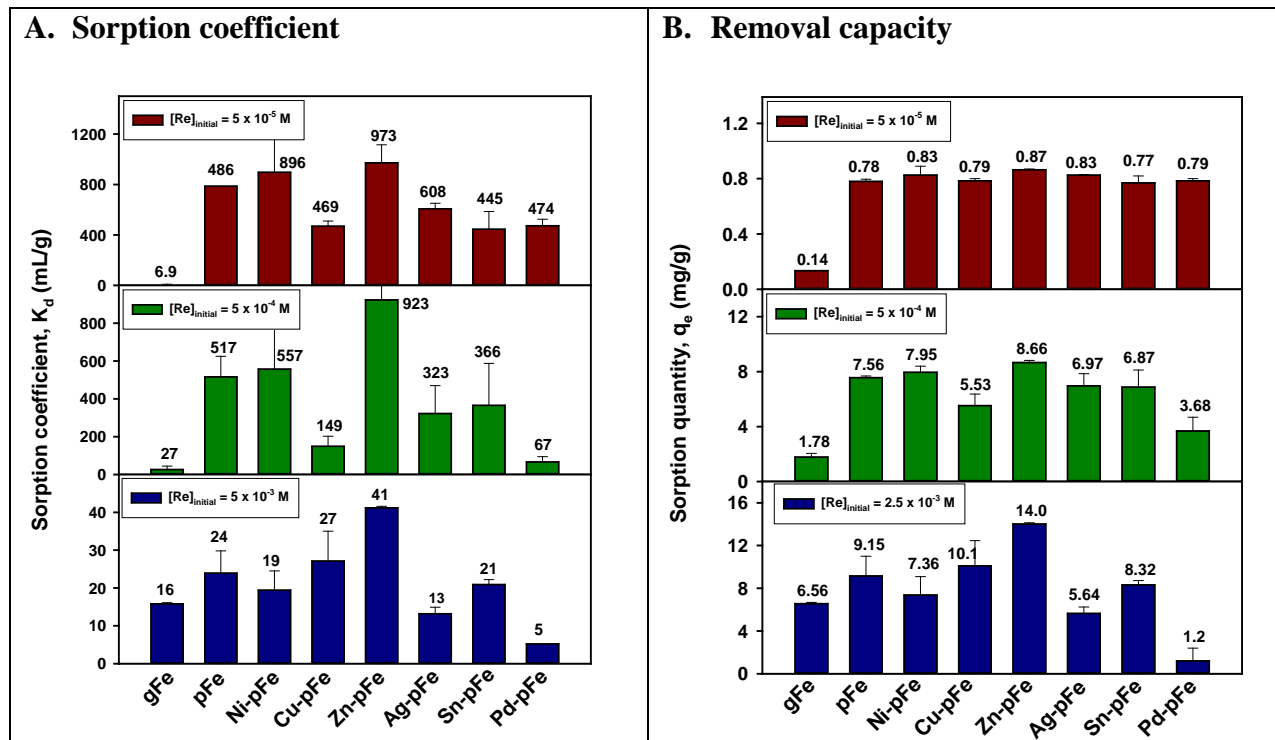 A. Sorption coefficient
Sorption coefficient, K_d (mL/g)
[Re]initial = 5 x 10^-5 M
1200
800
400
0
6.9
486
896
469
973
608
445
474
[Re]initial = 5 x 10^-4 M
800
600
400
200
0
27
517
557
149
923
323
366
67
[Re]initial = 5 x 10^-3 M
40
30
20
10
0
16
24
19
27
41
13
21
5
gFe
pFe
Ni-pFe
Cu-pFe
Zn-pFe
Ag-pFe
Sn-pFe
Pd-pFe
B. Removal capacity
Sorption quantity, q_e (mg/g)
[Re]initial = 5 x 10^-5 M
1.2
0.8
0.4
0.0
0.14
0.78
0.83
0.79
0.87
0.83
0.77
0.79
[Re]initial = 5 x 10^-4 M
12
8
4
0
1.78
7.56
7.95
5.53
8.66
6.97
6.87
3.68
[Re]initial = 2.5 x 10^-3 M
16
12
8
4
0
6.56
9.15
7.36
10.1
14.0
5.64
8.32
1.2
gFe
pFe
Ni-pFe
Cu-pFe
Zn-pFe
Ag-pFe
Sn-pFe
Pd-pFe